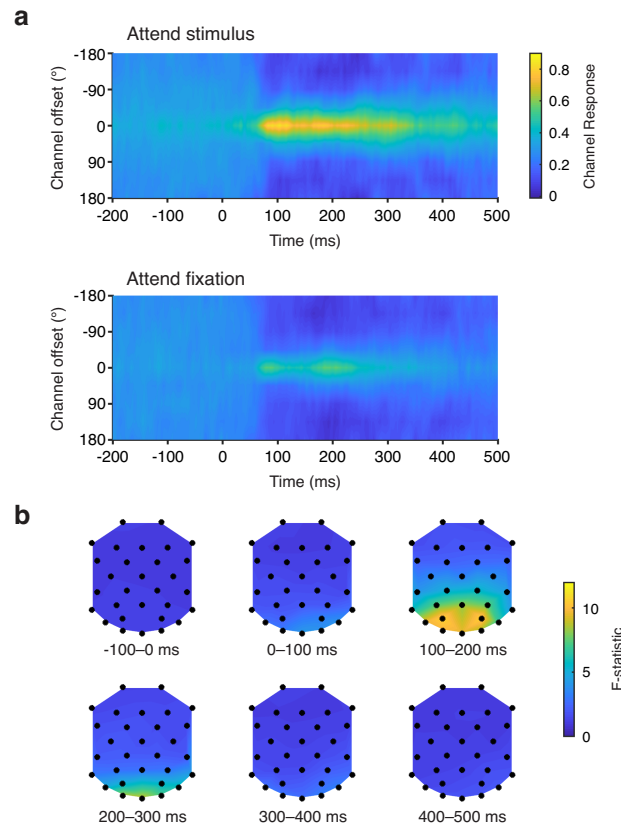 a
Attend stimulus
-180
-90
0
90
180
Channel offset (°)
-200 -100 0 100 200 300 400 500
Time (ms)
0.8
0.6
0.4
0.2
0
Channel Response
Attend fixation
-180
-90
0
90
180
Channel offset (°)
-200 -100 0 100 200 300 400 500
Time (ms)
b
-100–0 ms 0–100 ms 100–200 ms
200–300 ms 300–400 ms 400–500 ms
10
5
0
F-statistic